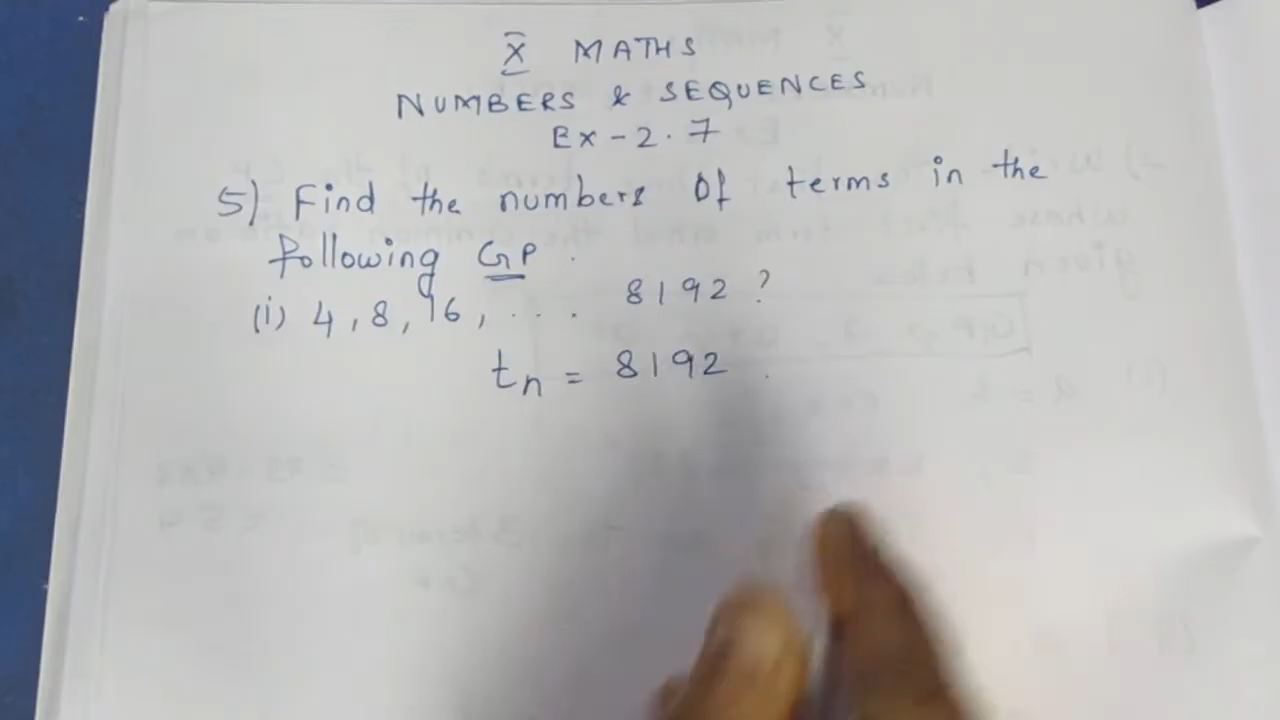 X MATHS
NUMBERS & SEQUENCES
Ex - 2.7
5) Find the numbers of terms in the
following GP.
(i) 4, 8, 16, ... 8192 ?
tn = 8192